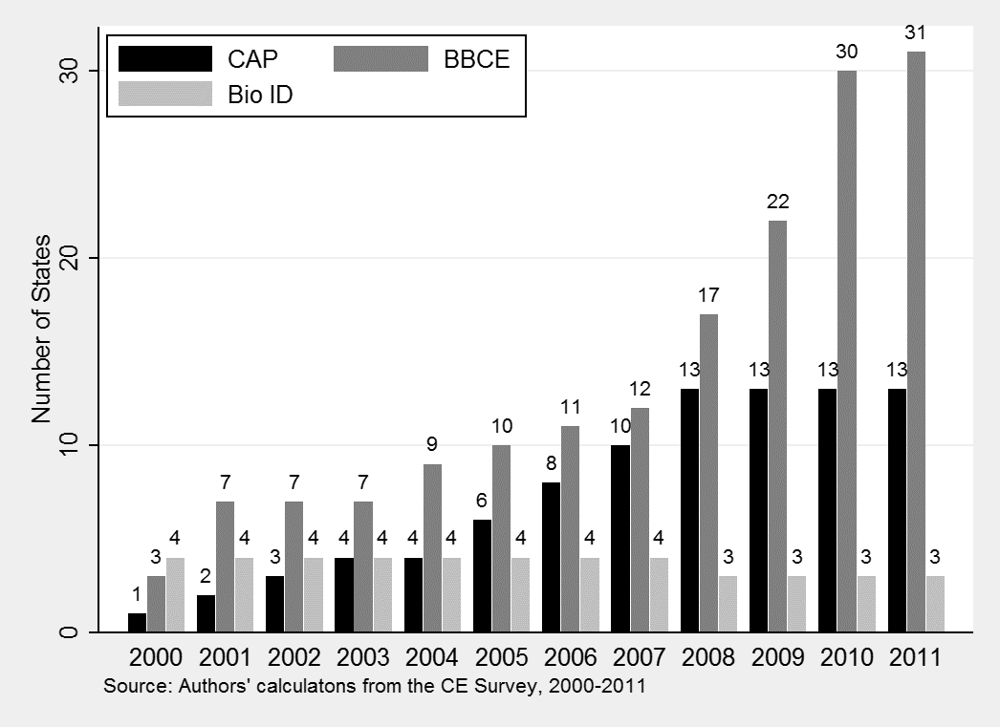 CAP BBCE
Bio ID
Number of States
30
20
10
0
1 3 4
2 7 4
3 7 4
4 7 4
4 9 4
6 10 4
8 11 4
10 12 4
13 17 3
13 22 3
13 30 3
13 31 3
2000 2001 2002 2003 2004 2005 2006 2007 2008 2009 2010 2011
Source: Authors' calculatons from the CE Survey, 2000-2011